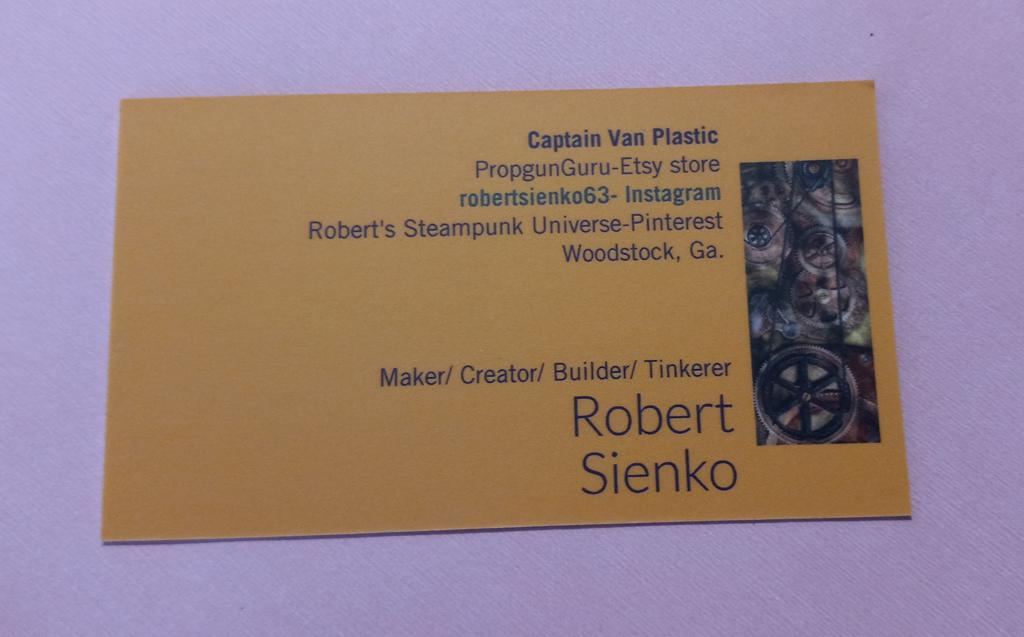 Captain Van Plastic
PropgunGuru-Etsy store
robertsienko63- Instagram
Robert's Steampunk Universe-Pinterest
Woodstock, Ga.
Maker/ Creator/ Builder/ Tinkerer
Robert
Sienko